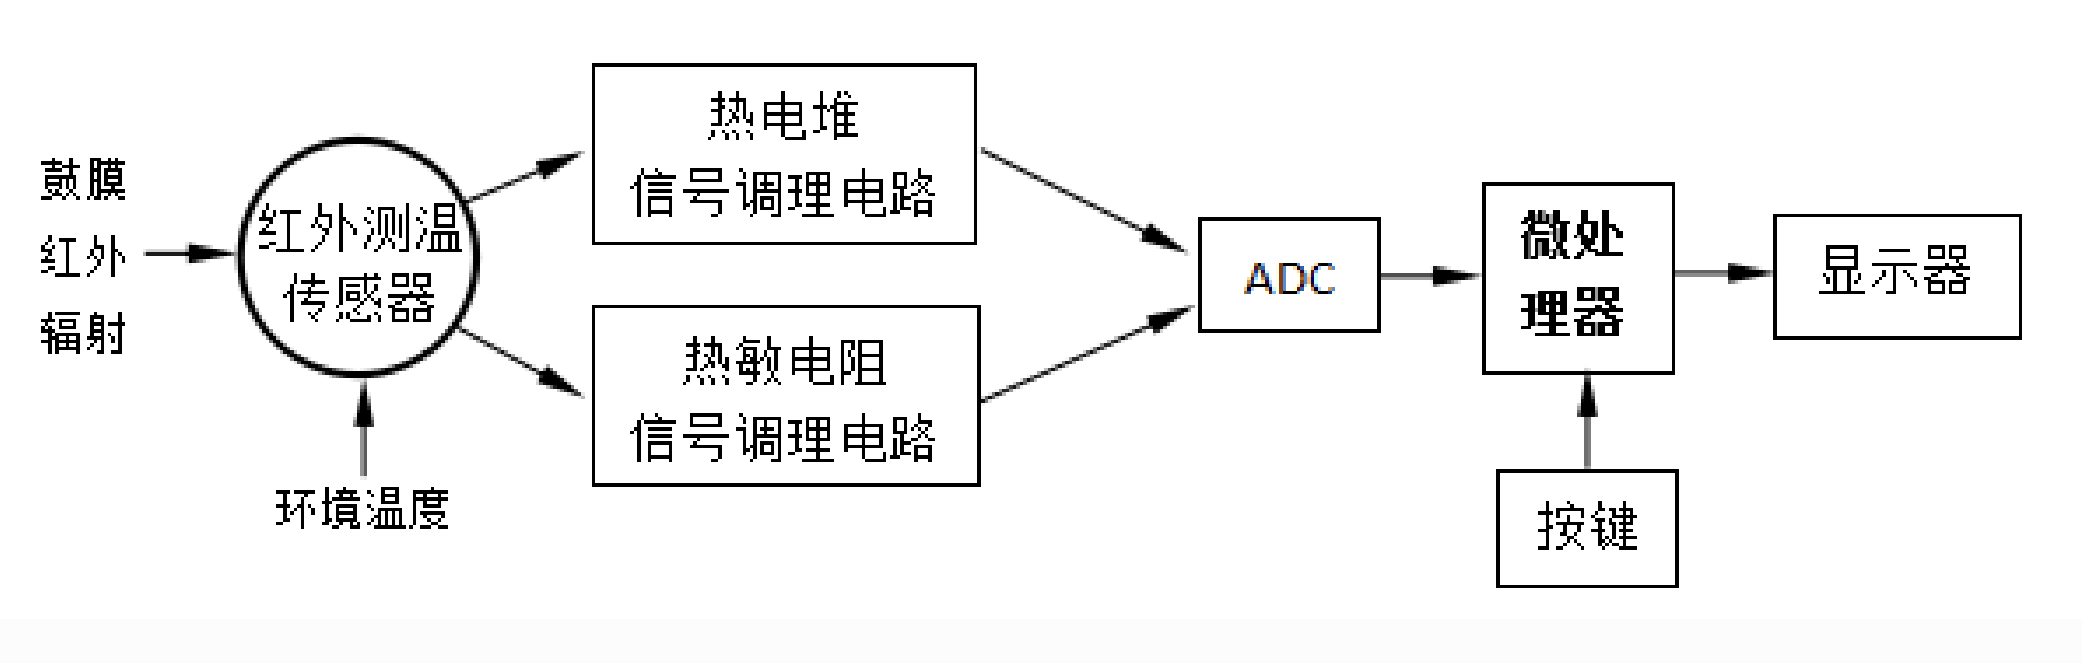 鼓膜
红外
辐射
红外测温
传感器
环境温度
热电堆
信号调理电路
热敏电阻
信号调理电路
ADC
微处
理器
显示器
按键